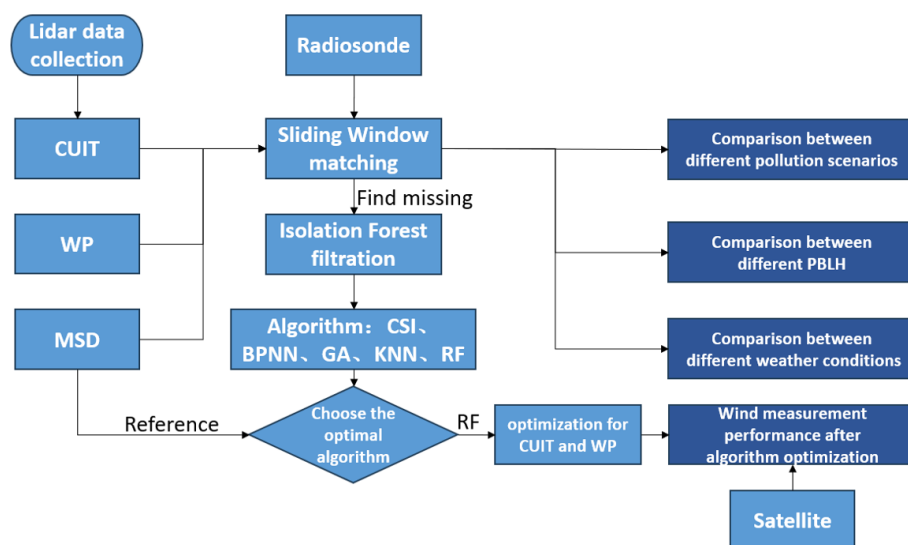 Lidar data
collection
Radiosonde
CUIT
Sliding Window
matching
Comparison between
different pollution scenarios
Find missing
WP
Isolation Forest
filtration
Comparison between
different PBLH
MSD
Algorithm：CSI、
BPNN、GA、KNN、RF
Comparison between
different weather conditions
Reference
Choose the
optimal
algorithm
RF
optimization for
CUIT and WP
Wind measurement
performance after
algorithm optimization
Satellite